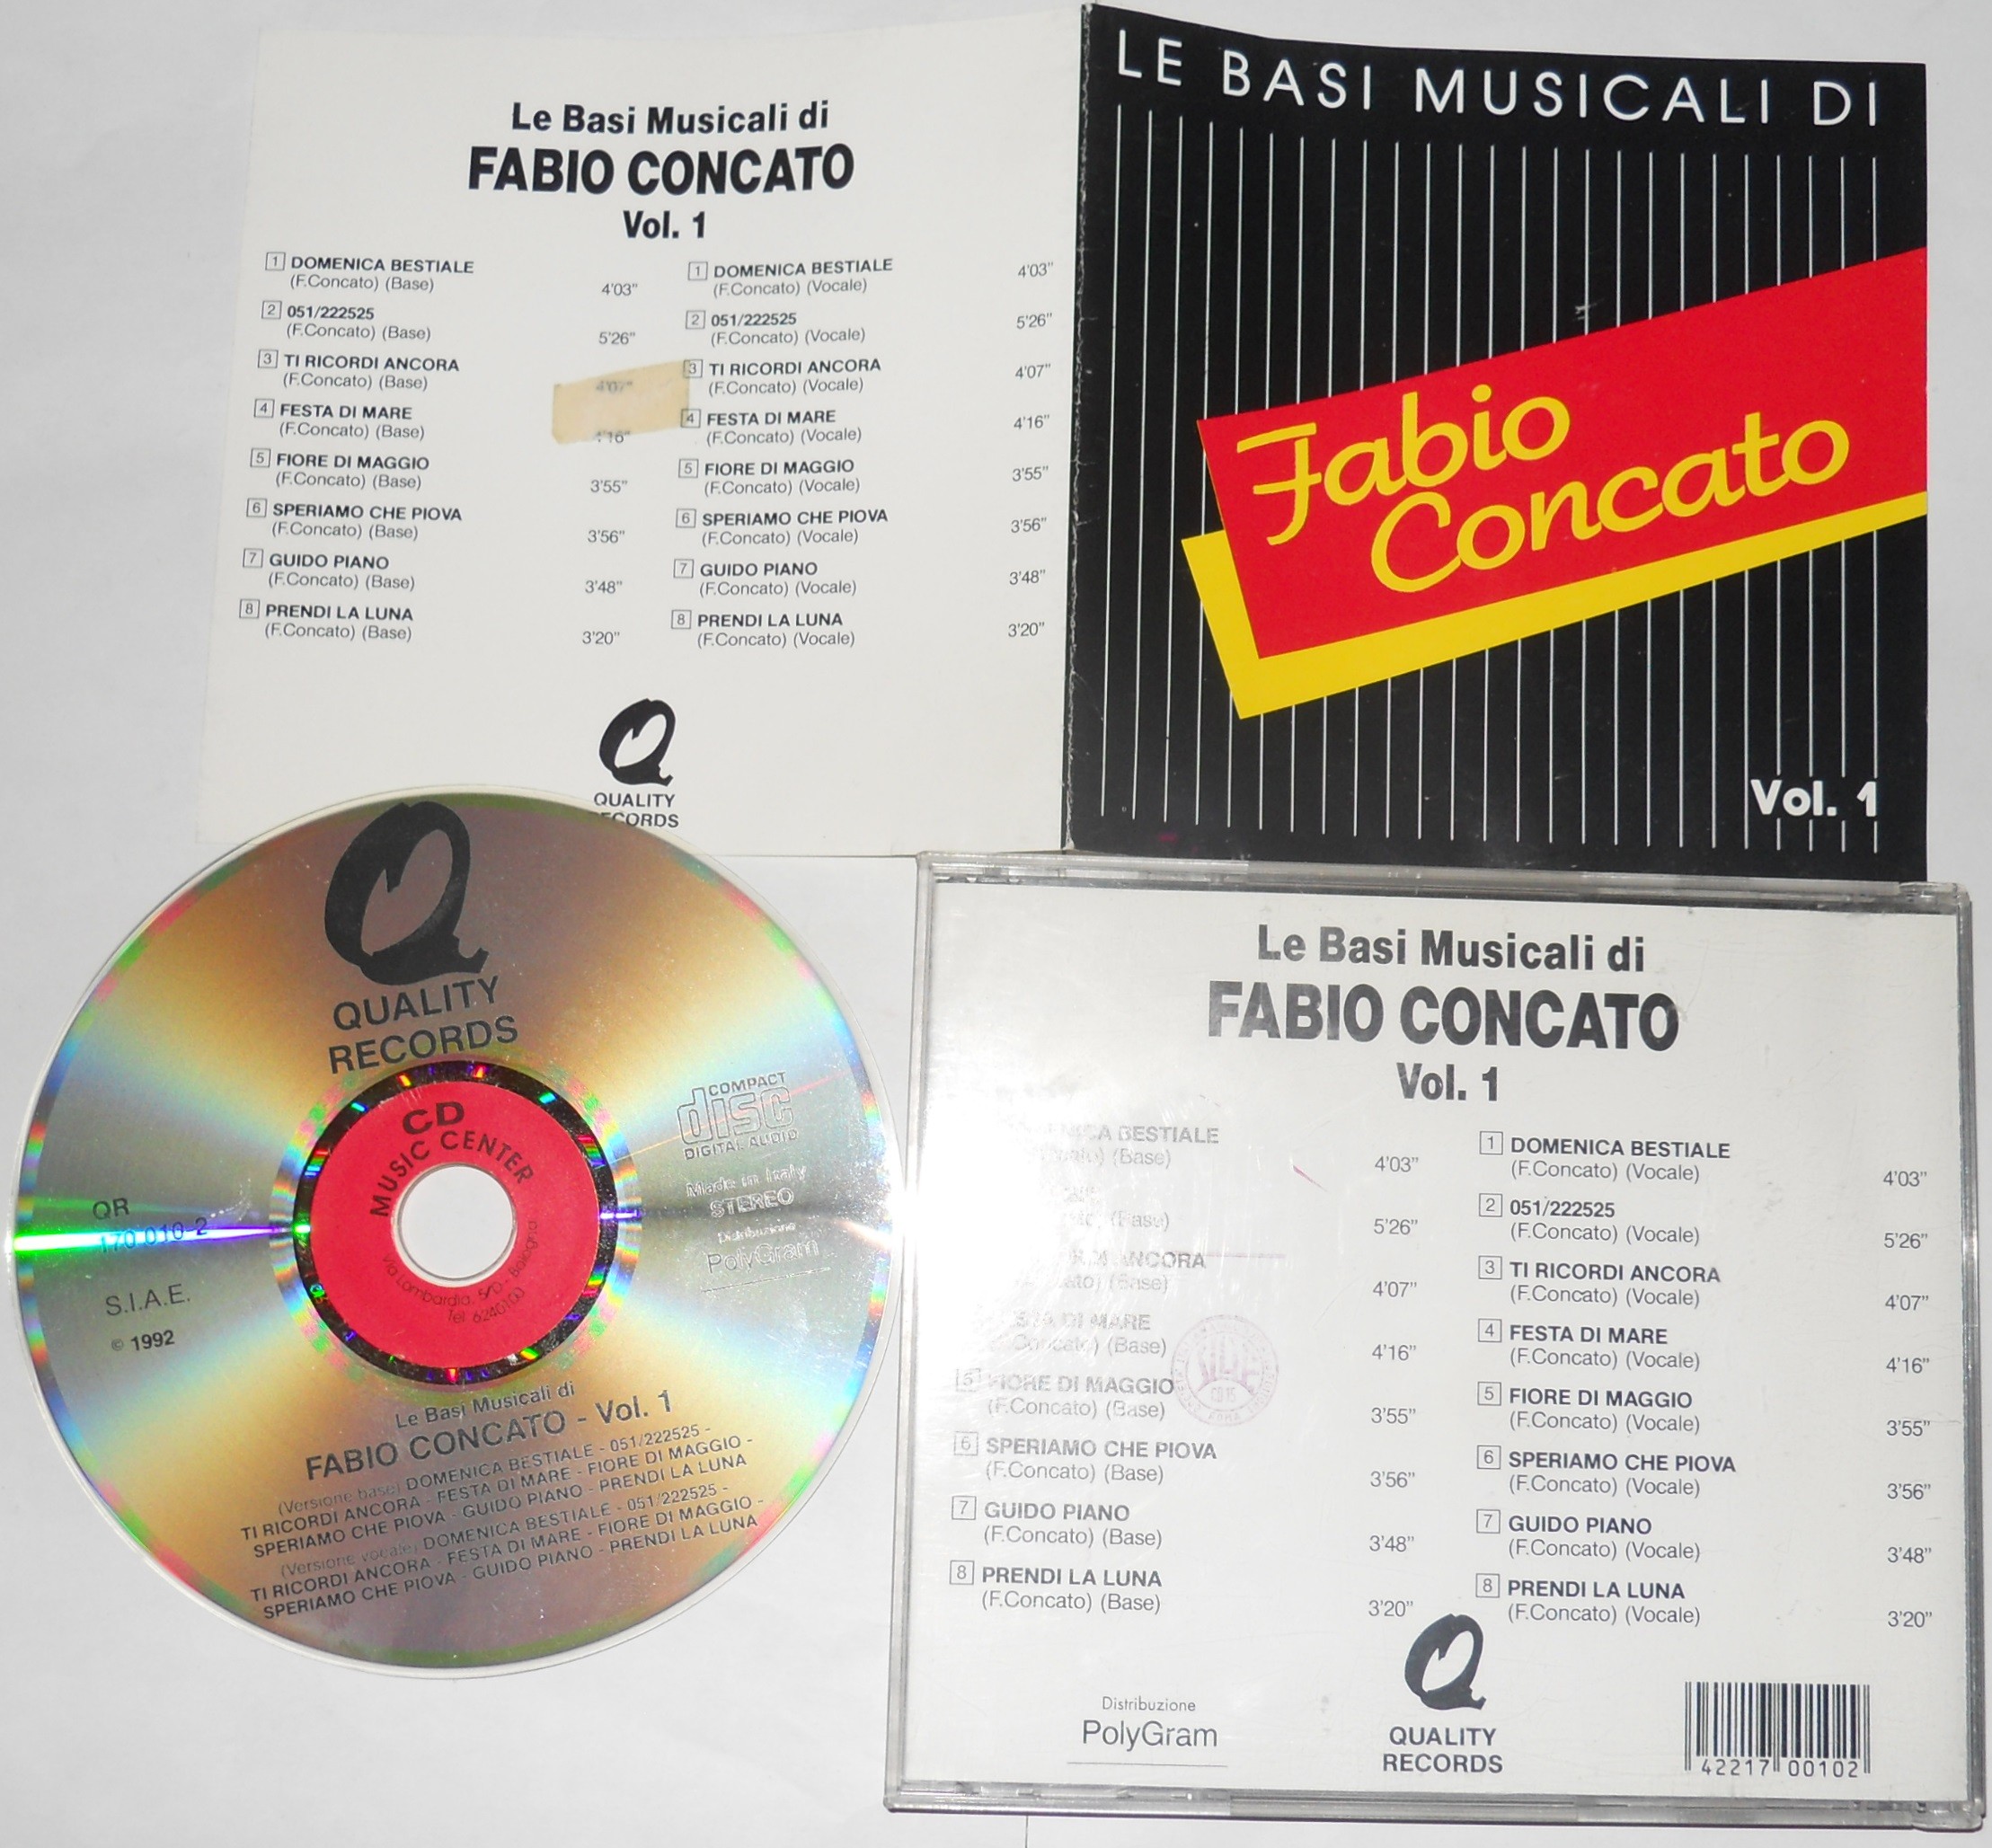 Le Basi Musicali di
FABIO CONCATO
Vol. 1
1 DOMENICA BESTIALE
(F.Concato) (Base) 4'03"
2 051/222525
(F.Concato) (Base) 5'26"
3 TI RICORDI ANCORA
(F.Concato) (Base) 4'07"
4 FESTA DI MARE
(F.Concato) (Base) 4'16"
5 FIORE DI MAGGIO
(F.Concato) (Base) 3'55"
6 SPERIAMO CHE PIOVA
(F.Concato) (Base) 3'56"
7 GUIDO PIANO
(F.Concato) (Base) 3'48"
8 PRENDI LA LUNA
(F.Concato) (Base) 3'20"
1 DOMENICA BESTIALE 4'03"
(F.Concato) (Vocale)
2 051/222525 5'26"
(F.Concato) (Vocale)
3 TI RICORDI ANCORA 4'07"
(F.Concato) (Vocale)
4 FESTA DI MARE 4'16"
(F.Concato) (Vocale)
5 FIORE DI MAGGIO 3'55"
(F.Concato) (Vocale)
6 SPERIAMO CHE PIOVA 3'56"
(F.Concato) (Vocale)
7 GUIDO PIANO 3'48"
(F.Concato) (Vocale)
8 PRENDI LA LUNA 3'20"
(F.Concato) (Vocale)
Q
QUALITY
RECORDS
LE BASI MUSICALI DI
Fabio
Concato
Vol. 1
Q
QUALITY
RECORDS
CD
MUSIC CENTER
Via Lombardia, 5/D - Bologna
Tel. 6240100
COMPACT
disc
DIGITAL AUDIO
Made in Italy
STEREO
Distribuzione
PolyGram
QR
170 010-2
S.I.A.E.
© 1992
Le Basi Musicali di
FABIO CONCATO - Vol. 1
(Versione base) DOMENICA BESTIALE - 051/222525 -
TI RICORDI ANCORA - FESTA DI MARE - FIORE DI MAGGIO -
SPERIAMO CHE PIOVA - GUIDO PIANO - PRENDI LA LUNA
(Versione vocale) DOMENICA BESTIALE - 051/222525 -
TI RICORDI ANCORA - FESTA DI MARE - FIORE DI MAGGIO -
SPERIAMO CHE PIOVA - GUIDO PIANO - PRENDI LA LUNA
Le Basi Musicali di
FABIO CONCATO
Vol. 1
BESTIALE
(Base) 4'03"
(Base) 5'26"
ANCORA
(Base) 4'07"
DI MARE
(Base) 4'16"
5 FIORE DI MAGGIO
(F.Concato) (Base) 3'55"
6 SPERIAMO CHE PIOVA
(F.Concato) (Base) 3'56"
7 GUIDO PIANO
(F.Concato) (Base) 3'48"
8 PRENDI LA LUNA
(F.Concato) (Base) 3'20"
1 DOMENICA BESTIALE
(F.Concato) (Vocale) 4'03"
2 051/222525
(F.Concato) (Vocale) 5'26"
3 TI RICORDI ANCORA
(F.Concato) (Vocale) 4'07"
4 FESTA DI MARE
(F.Concato) (Vocale) 4'16"
5 FIORE DI MAGGIO
(F.Concato) (Vocale) 3'55"
6 SPERIAMO CHE PIOVA
(F.Concato) (Vocale) 3'56"
7 GUIDO PIANO
(F.Concato) (Vocale) 3'48"
8 PRENDI LA LUNA
(F.Concato) (Vocale) 3'20"
Distribuzione
PolyGram
Q
QUALITY
RECORDS
42217 00102